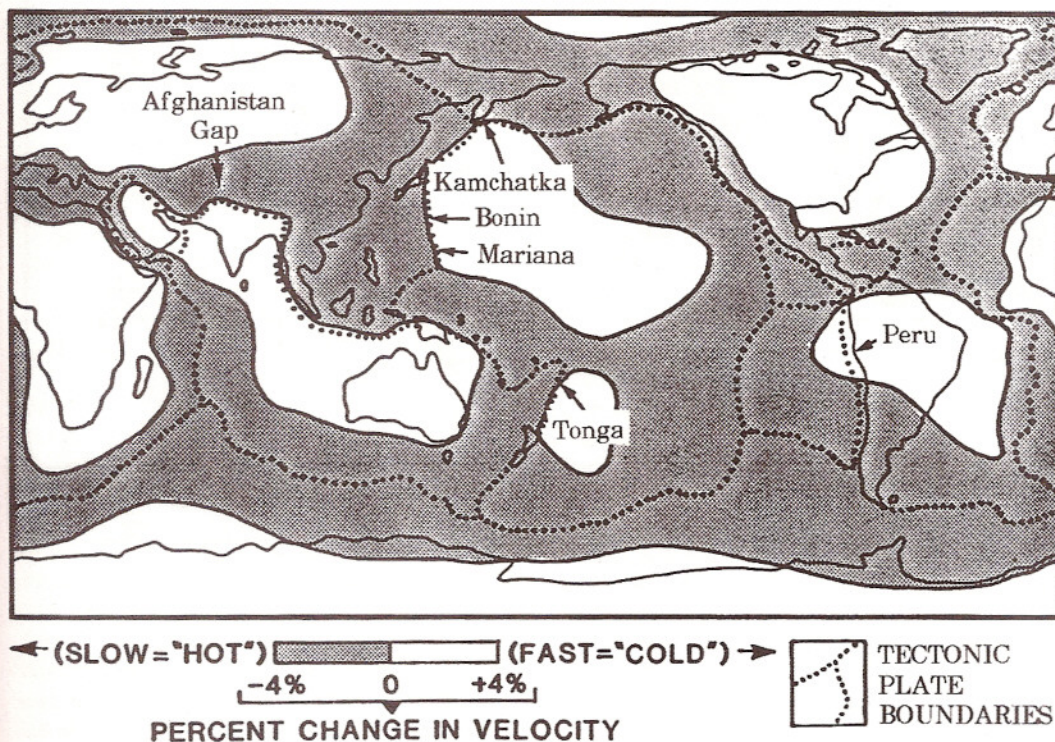 Afghanistan
Gap
Kamchatka
Bonin
Mariana
Peru
Tonga
(SLOW="HOT")
(FAST="COLD")
-4% 0 +4%
PERCENT CHANGE IN VELOCITY
TECTONIC
PLATE
BOUNDARIES